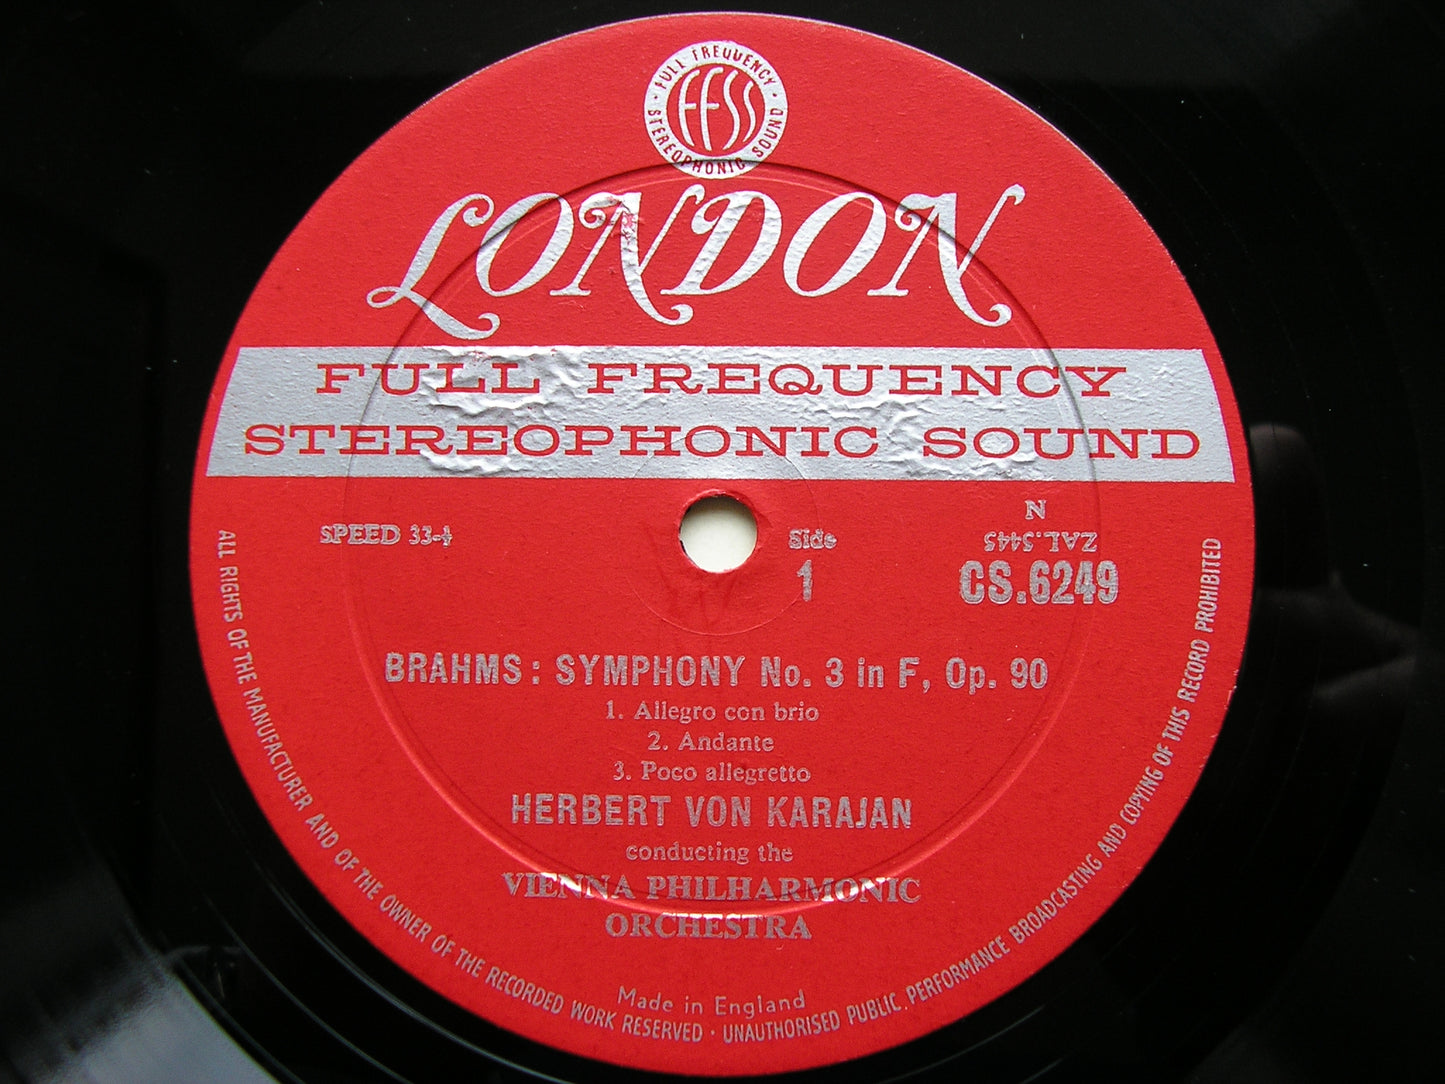 · FULL FREQUENCY ·
FFSS
STEREOPHONIC SOUND
LONDON
FULL FREQUENCY
STEREOPHONIC SOUND
SPEED 33-⅓
Side
1
N
ZAL.5445
CS.6249
BRAHMS : SYMPHONY No. 3 in F, Op. 90
1. Allegro con brio
2. Andante
3. Poco allegretto
HERBERT VON KARAJAN
conducting the
VIENNA PHILHARMONIC
ORCHESTRA
Made in England
ALL RIGHTS OF THE MANUFACTURER AND OF THE OWNER OF THE RECORDED WORK RESERVED · UNAUTHORISED PUBLIC, PERFORMANCE BROADCASTING AND COPYING OF THIS RECORD PROHIBITED